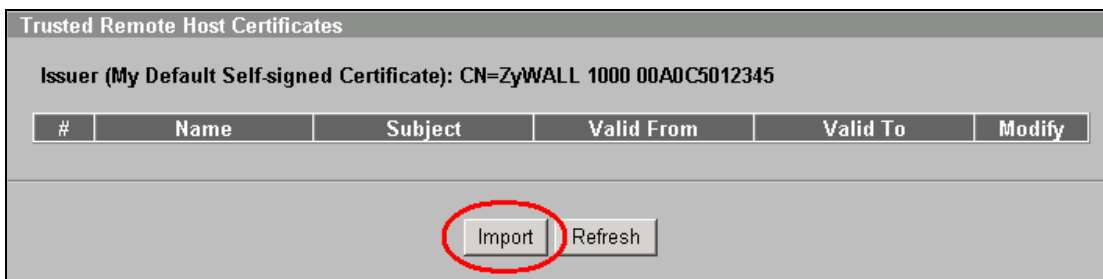 Trusted Remote Host Certificates
Issuer (My Default Self-signed Certificate): CN=ZyWALL 1000 00A0C5012345
# Name Subject Valid From Valid To Modify
Import Refresh